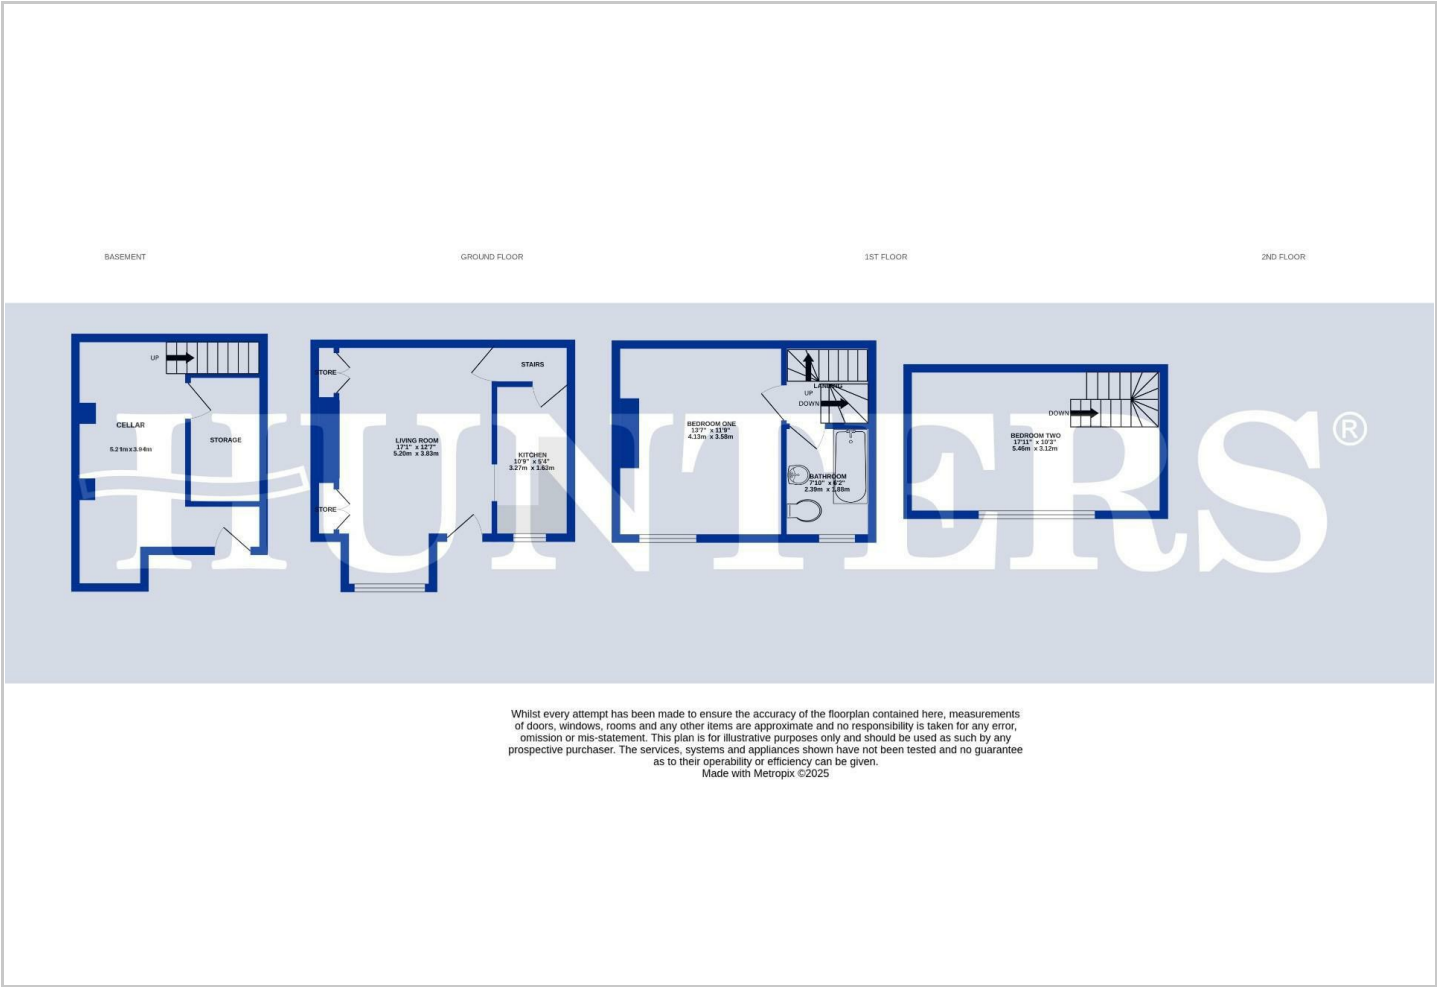 BASEMENT
GROUND FLOOR
1ST FLOOR
2ND FLOOR
UP
CELLAR
5.21m x 3.94m
STORAGE
STORE
STAIRS
LIVING ROOM
17'1" x 12'7"
5.20m x 3.83m
KITCHEN
10'9" x 5'4"
3.27m x 1.63m
STORE
BEDROOM ONE
13'7" x 11'9"
4.13m x 3.58m
LANDING
UP
DOWN
BATHROOM
7'10" x 6'2"
2.39m x 1.88m
DOWN
BEDROOM TWO
17'11" x 10'3"
5.46m x 3.12m
HUNTERS®
Whilst every attempt has been made to ensure the accuracy of the floorplan contained here, measurements
of doors, windows, rooms and any other items are approximate and no responsibility is taken for any error,
omission or mis-statement. This plan is for illustrative purposes only and should be used as such by any
prospective purchaser. The services, systems and appliances shown have not been tested and no guarantee
as to their operability or efficiency can be given.
Made with Metropix ©2025